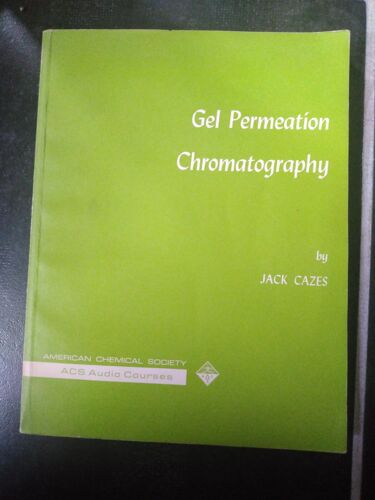 Gel Permeation
Chromatography
by
JACK CAZES
AMERICAN CHEMICAL SOCIETY
ACS Audio Courses